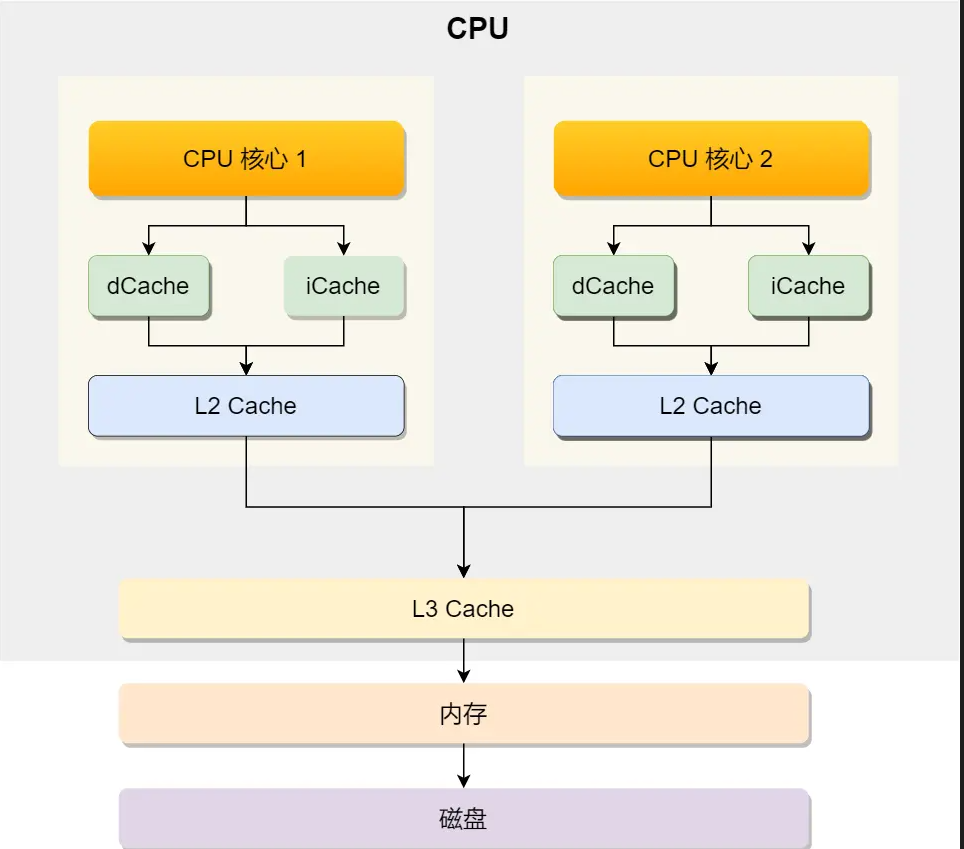 CPU
CPU 核心 1
CPU 核心 2
dCache
iCache
dCache
iCache
L2 Cache
L2 Cache
L3 Cache
内存
磁盘